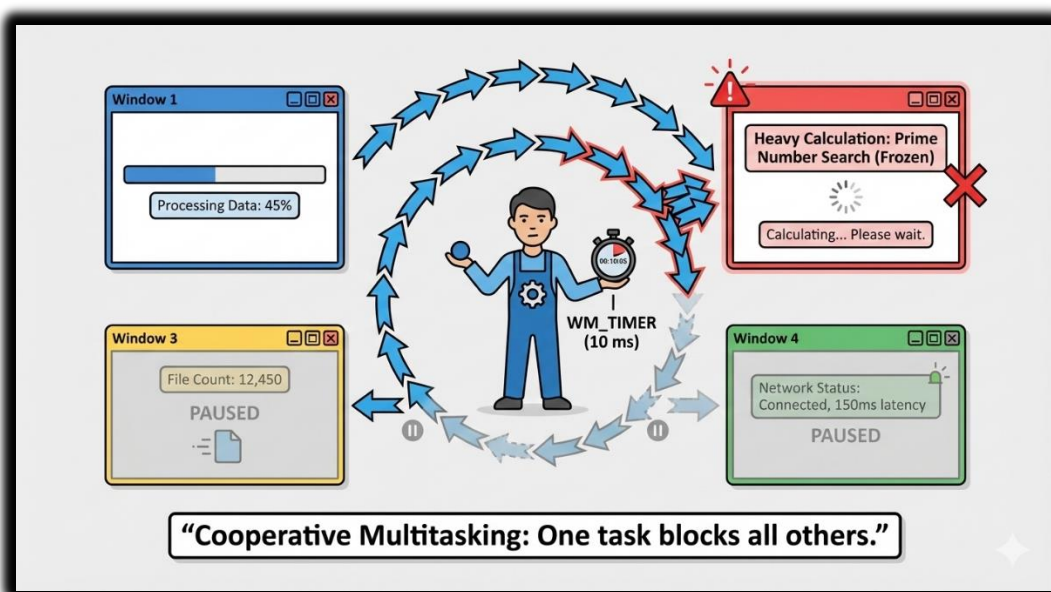 Window 1
Processing Data: 45%
Heavy Calculation: Prime
Number Search (Frozen)
Calculating... Please wait.
00:10:05
WM_TIMER
(10 ms)
Window 3
File Count: 12,450
PAUSED
Window 4
Network Status:
Connected, 150ms latency
PAUSED
“Cooperative Multitasking: One task blocks all others.”